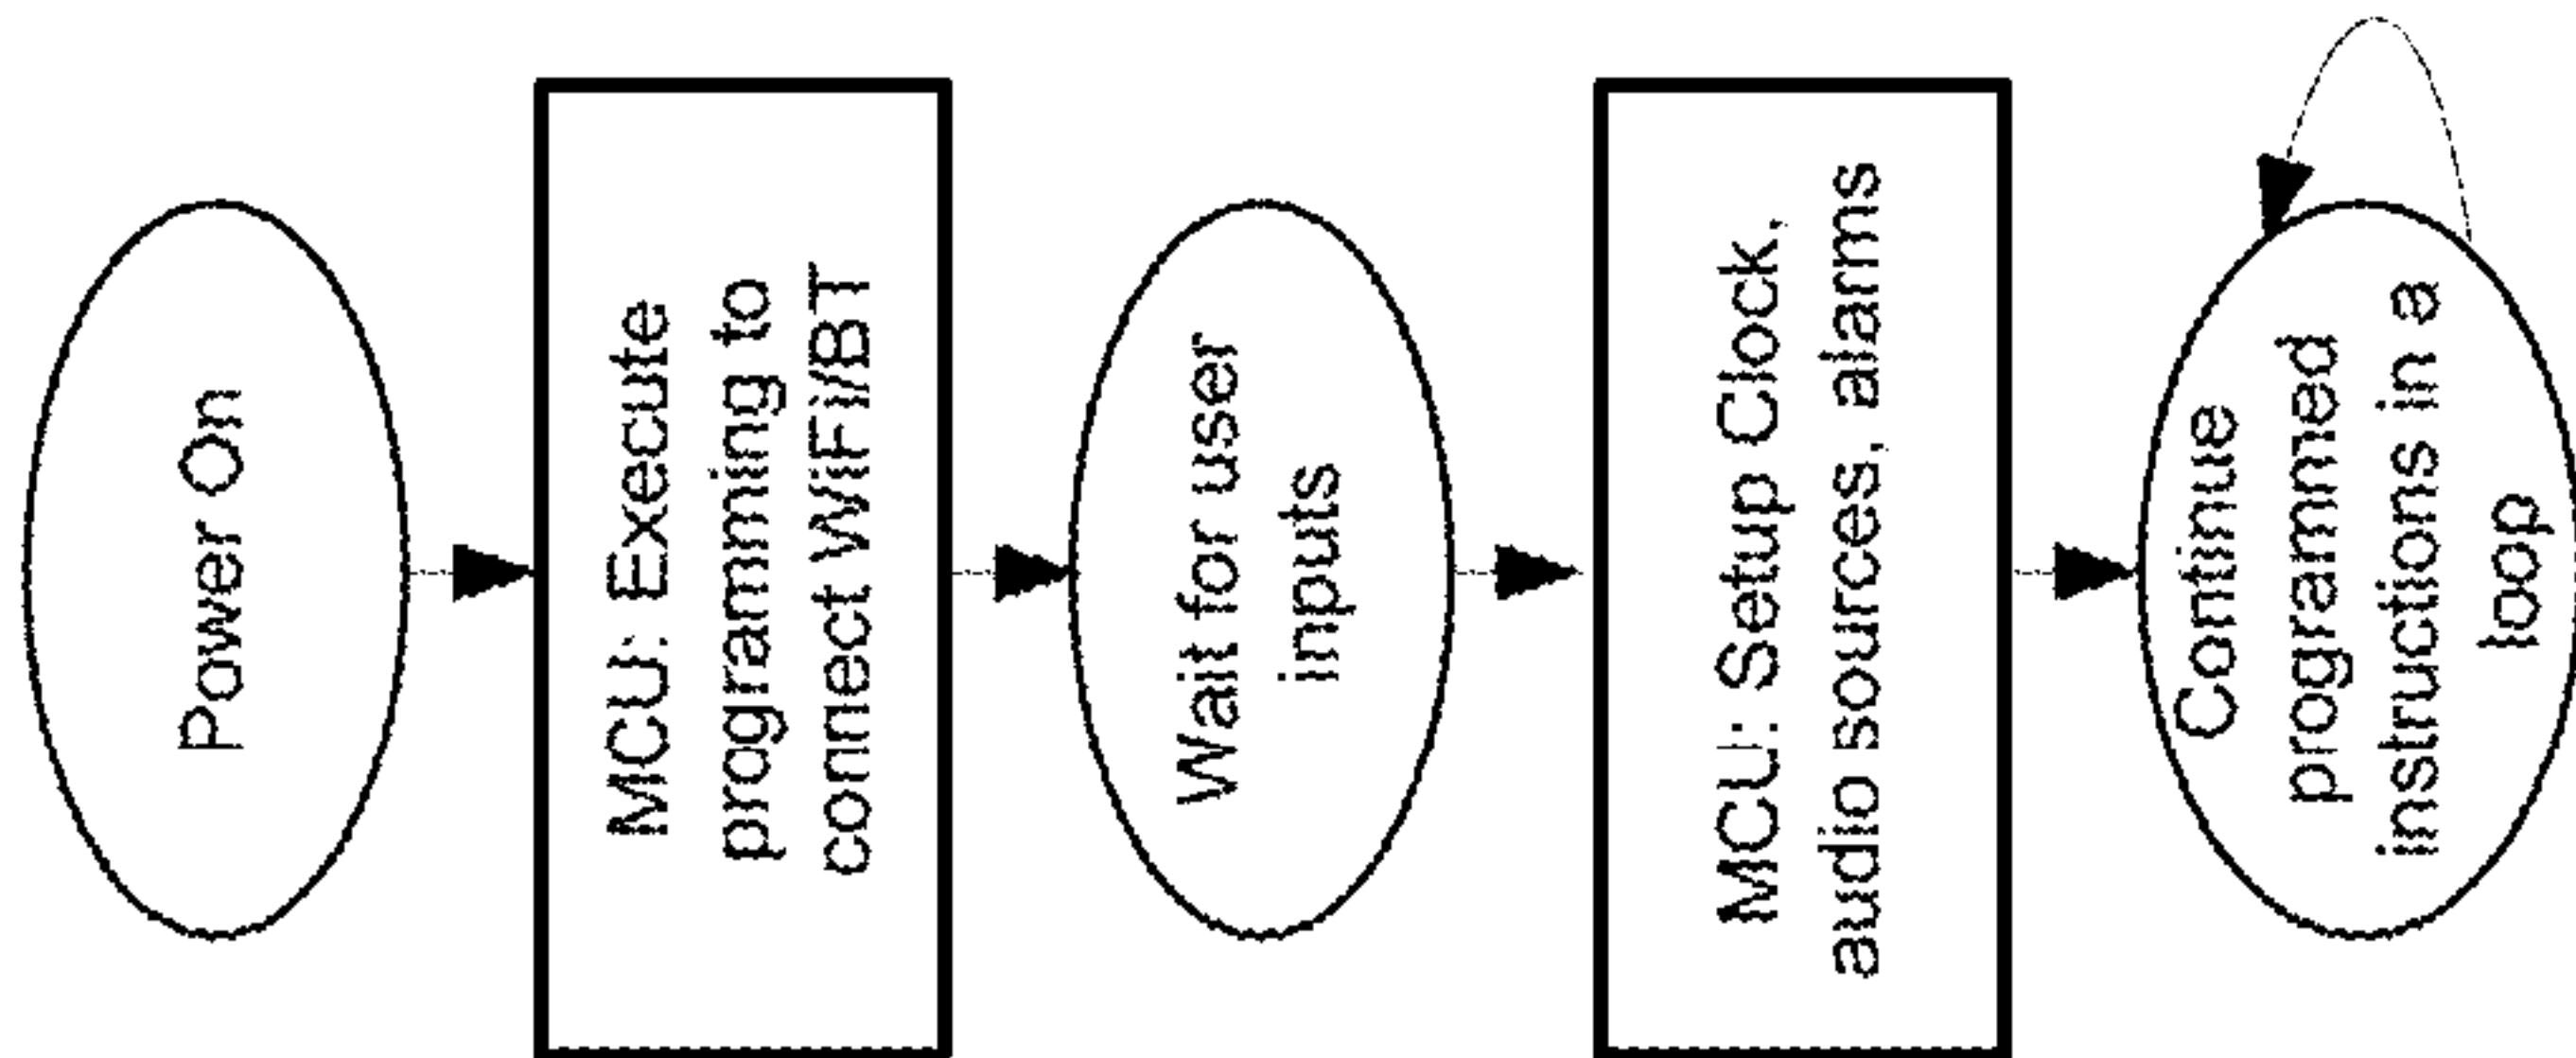 Power On
MCU: Execute
programming to
connect WiFi/BT
Wait for user
inputs
MCU: Setup Clock,
audio sources, alarms
Continue
programmed
instructions in a
loop